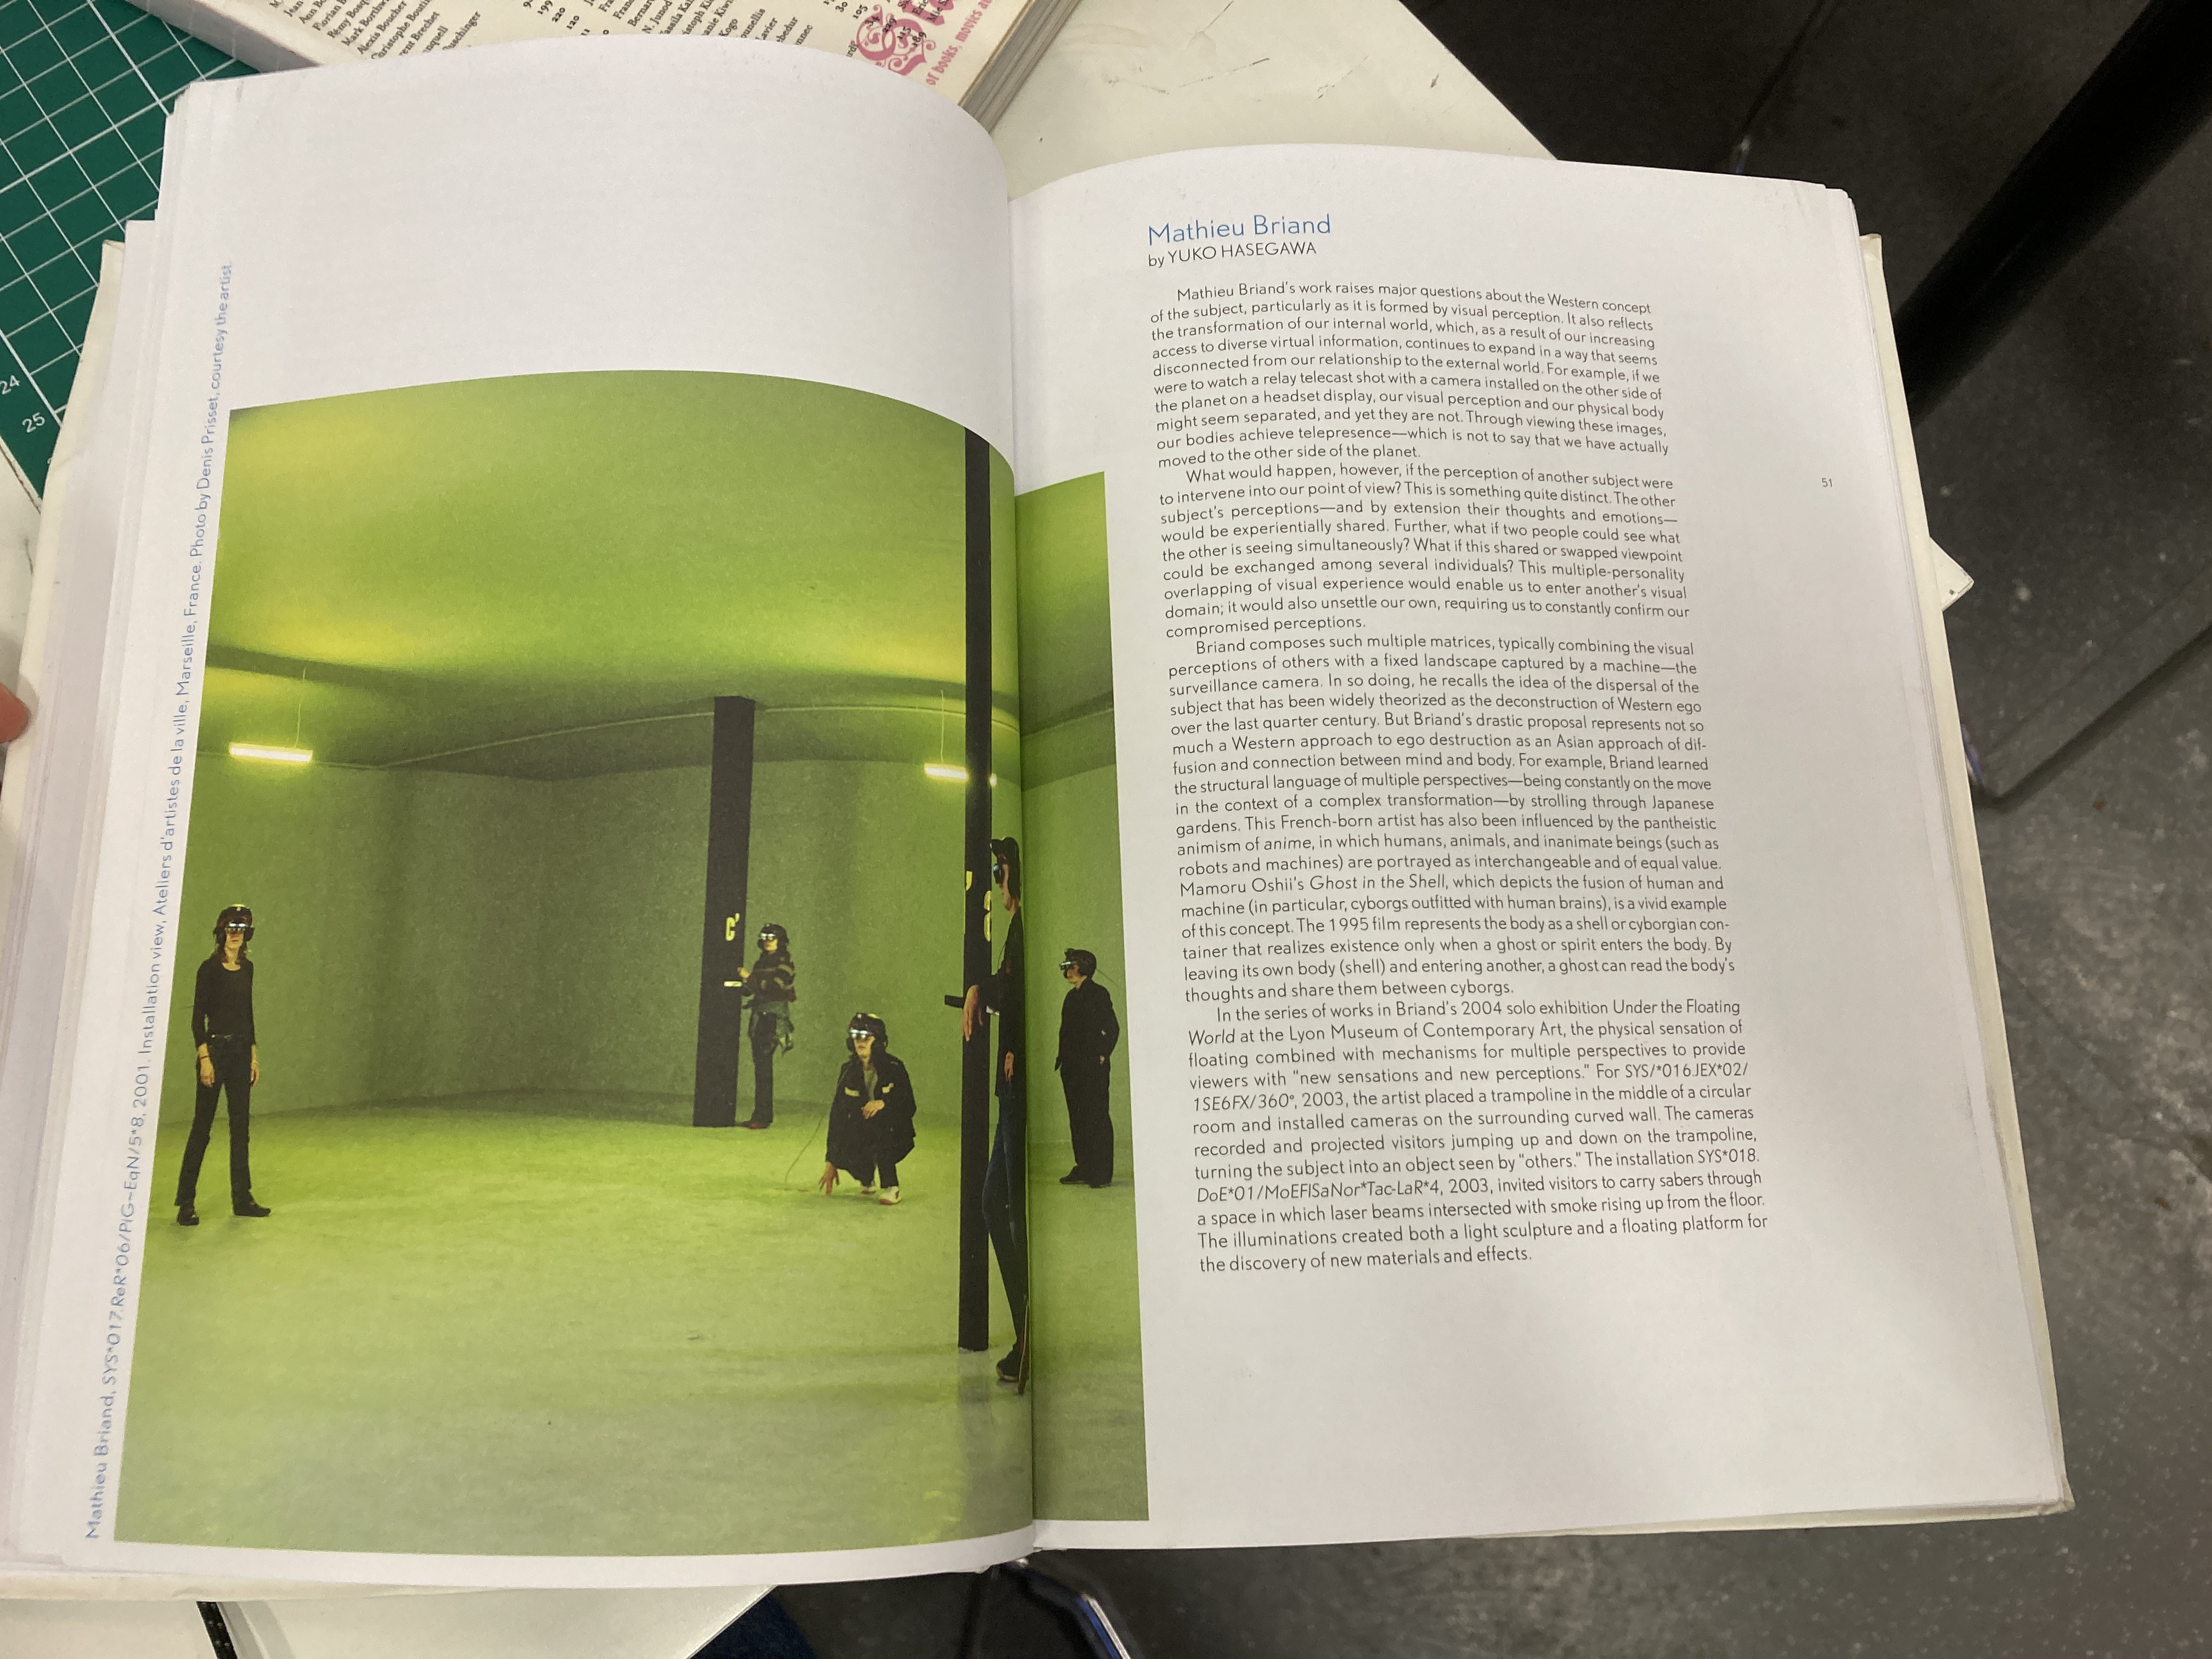 Mathieu Briand, SYS*017.ReR*06/PiG~EqN/5*8, 2001. Installation view, Ateliers d'artistes de la ville, Marseille, France. Photo by Denis Prisset, courtesy the artist.
Mathieu Briand
by YUKO HASEGAWA
Mathieu Briand's work raises major questions about the Western concept
of the subject, particularly as it is formed by visual perception. It also reflects
the transformation of our internal world, which, as a result of our increasing
access to diverse virtual information, continues to expand in a way that seems
disconnected from our relationship to the external world. For example, if we
were to watch a relay telecast shot with a camera installed on the other side of
the planet on a headset display, our visual perception and our physical body
might seem separated, and yet they are not. Through viewing these images,
our bodies achieve telepresence—which is not to say that we have actually
moved to the other side of the planet.
What would happen, however, if the perception of another subject were
to intervene into our point of view? This is something quite distinct. The other
subject's perceptions—and by extension their thoughts and emotions—
would be experientially shared. Further, what if two people could see what
the other is seeing simultaneously? What if this shared or swapped viewpoint
could be exchanged among several individuals? This multiple-personality
overlapping of visual experience would enable us to enter another's visual
domain; it would also unsettle our own, requiring us to constantly confirm our
compromised perceptions.
Briand composes such multiple matrices, typically combining the visual
perceptions of others with a fixed landscape captured by a machine—the
surveillance camera. In so doing, he recalls the idea of the dispersal of the
subject that has been widely theorized as the deconstruction of Western ego
over the last quarter century. But Briand's drastic proposal represents not so
much a Western approach to ego destruction as an Asian approach of dif-
fusion and connection between mind and body. For example, Briand learned
the structural language of multiple perspectives—being constantly on the move
in the context of a complex transformation—by strolling through Japanese
gardens. This French-born artist has also been influenced by the pantheistic
animism of anime, in which humans, animals, and inanimate beings (such as
robots and machines) are portrayed as interchangeable and of equal value.
Mamoru Oshii's Ghost in the Shell, which depicts the fusion of human and
machine (in particular, cyborgs outfitted with human brains), is a vivid example
of this concept. The 1995 film represents the body as a shell or cyborgian con-
tainer that realizes existence only when a ghost or spirit enters the body. By
leaving its own body (shell) and entering another, a ghost can read the body's
thoughts and share them between cyborgs.
In the series of works in Briand's 2004 solo exhibition Under the Floating
World at the Lyon Museum of Contemporary Art, the physical sensation of
floating combined with mechanisms for multiple perspectives to provide
viewers with "new sensations and new perceptions." For SYS/*016.JEX*02/
1SE6FX/360°, 2003, the artist placed a trampoline in the middle of a circular
room and installed cameras on the surrounding curved wall. The cameras
recorded and projected visitors jumping up and down on the trampoline,
turning the subject into an object seen by "others." The installation SYS*018.
DoE*01/MoEFlSaNor*Tac-LaR*4, 2003, invited visitors to carry sabers through
a space in which laser beams intersected with smoke rising up from the floor.
The illuminations created both a light sculpture and a floating platform for
the discovery of new materials and effects.
51
24
25
Alexis Boucher
of books, movies